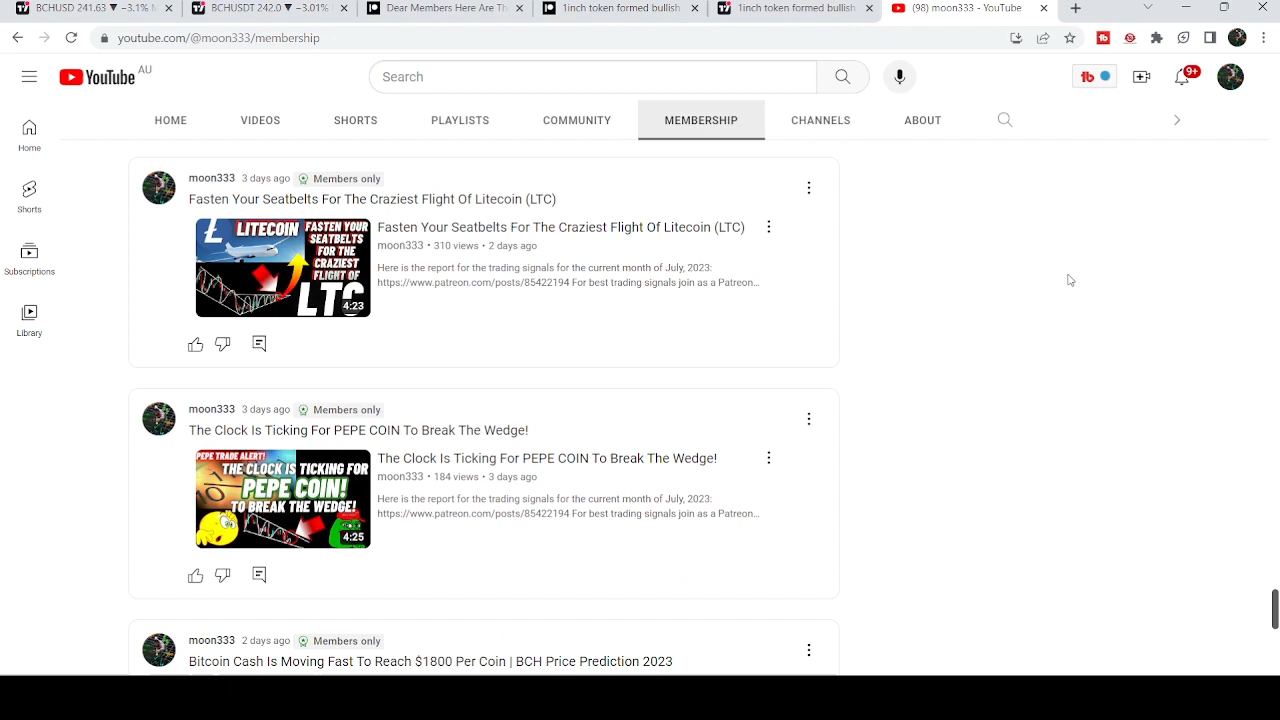 BCHUSD 241.63 ▼ −3.1%
BCHUSDT 242.0 ▼ −3.01%
Dear Members Here Are Th
1inch token formed bullish
1inch token formed bullish
(98) moon333 - YouTube
youtube.com/@moon333/membership
YouTube AU
Search
9+
HOME
VIDEOS
SHORTS
PLAYLISTS
COMMUNITY
MEMBERSHIP
CHANNELS
ABOUT
Home
Shorts
Subscriptions
Library
moon333 3 days ago Members only
Fasten Your Seatbelts For The Craziest Flight Of Litecoin (LTC)
LITECOIN
FASTEN YOUR
SEATBELTS
FOR THE
CRAZIEST
FLIGHT OF
LTC
4:23
Fasten Your Seatbelts For The Craziest Flight Of Litecoin (LTC)
moon333 • 310 views • 2 days ago
Here is the report for the trading signals for the current month of July, 2023:
https://www.patreon.com/posts/85422194 For best trading signals join as a Patreon...
moon333 3 days ago Members only
The Clock Is Ticking For PEPE COIN To Break The Wedge!
PEPE TRADE ALERT!
THE CLOCK IS TICKING FOR
PEPE COIN!
TO BREAK THE WEDGE!
4:25
The Clock Is Ticking For PEPE COIN To Break The Wedge!
moon333 • 184 views • 3 days ago
Here is the report for the trading signals for the current month of July, 2023:
https://www.patreon.com/posts/85422194 For best trading signals join as a Patreon...
moon333 2 days ago Members only
Bitcoin Cash Is Moving Fast To Reach $1800 Per Coin | BCH Price Prediction 2023